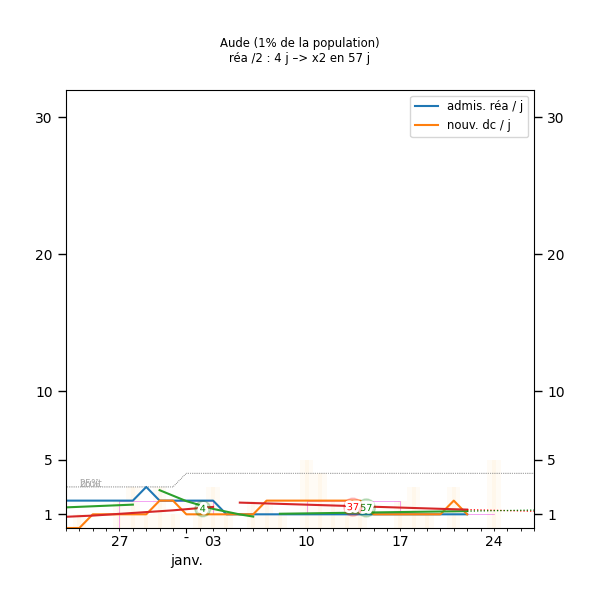 Aude (1% de la population)
réa /2 : 4 j –> x2 en 57 j
admis. réa / j
nouv. dc / j
30 30
20 20
10 10
5 5
4 37 57
1 1
27 - 03 10 17 24
janv.